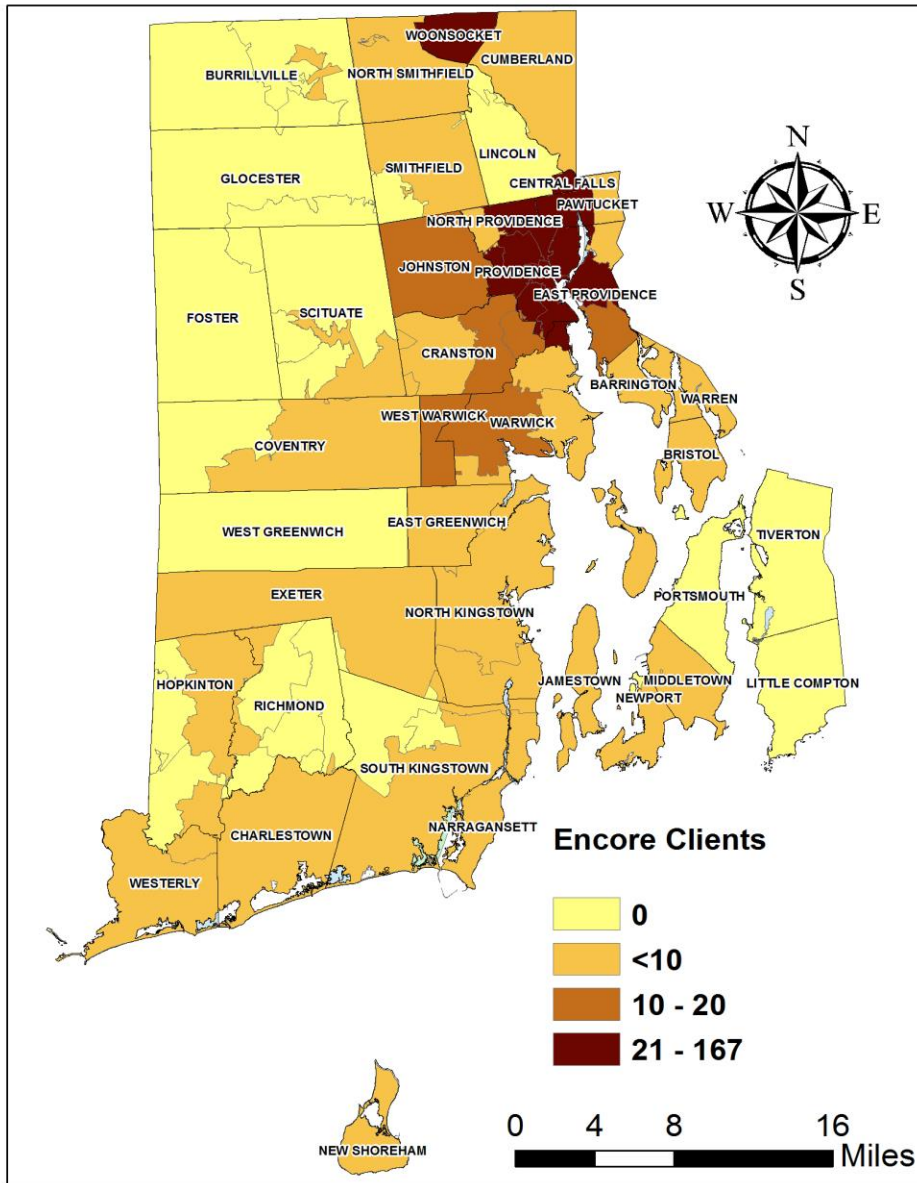 WOONSOCKET
CUMBERLAND
BURRILLVILLE
NORTH SMITHFIELD
LINCOLN
SMITHFIELD
GLOCESTER
CENTRAL FALLS
PAWTUCKET
NORTH PROVIDENCE
JOHNSTON
PROVIDENCE
EAST PROVIDENCE
FOSTER
SCITUATE
CRANSTON
BARRINGTON
WARREN
WEST WARWICK
WARWICK
COVENTRY
BRISTOL
EAST GREENWICH
WEST GREENWICH
TIVERTON
EXETER
PORTSMOUTH
NORTH KINGSTOWN
HOPKINTON
JAMESTOWN
MIDDLETOWN
LITTLE COMPTON
NEWPORT
RICHMOND
SOUTH KINGSTOWN
NARRAGANSETT
CHARLESTOWN
WESTERLY
NEW SHOREHAM
N
W E
S
Encore Clients
0
<10
10 - 20
21 - 167
0 4 8 16
Miles